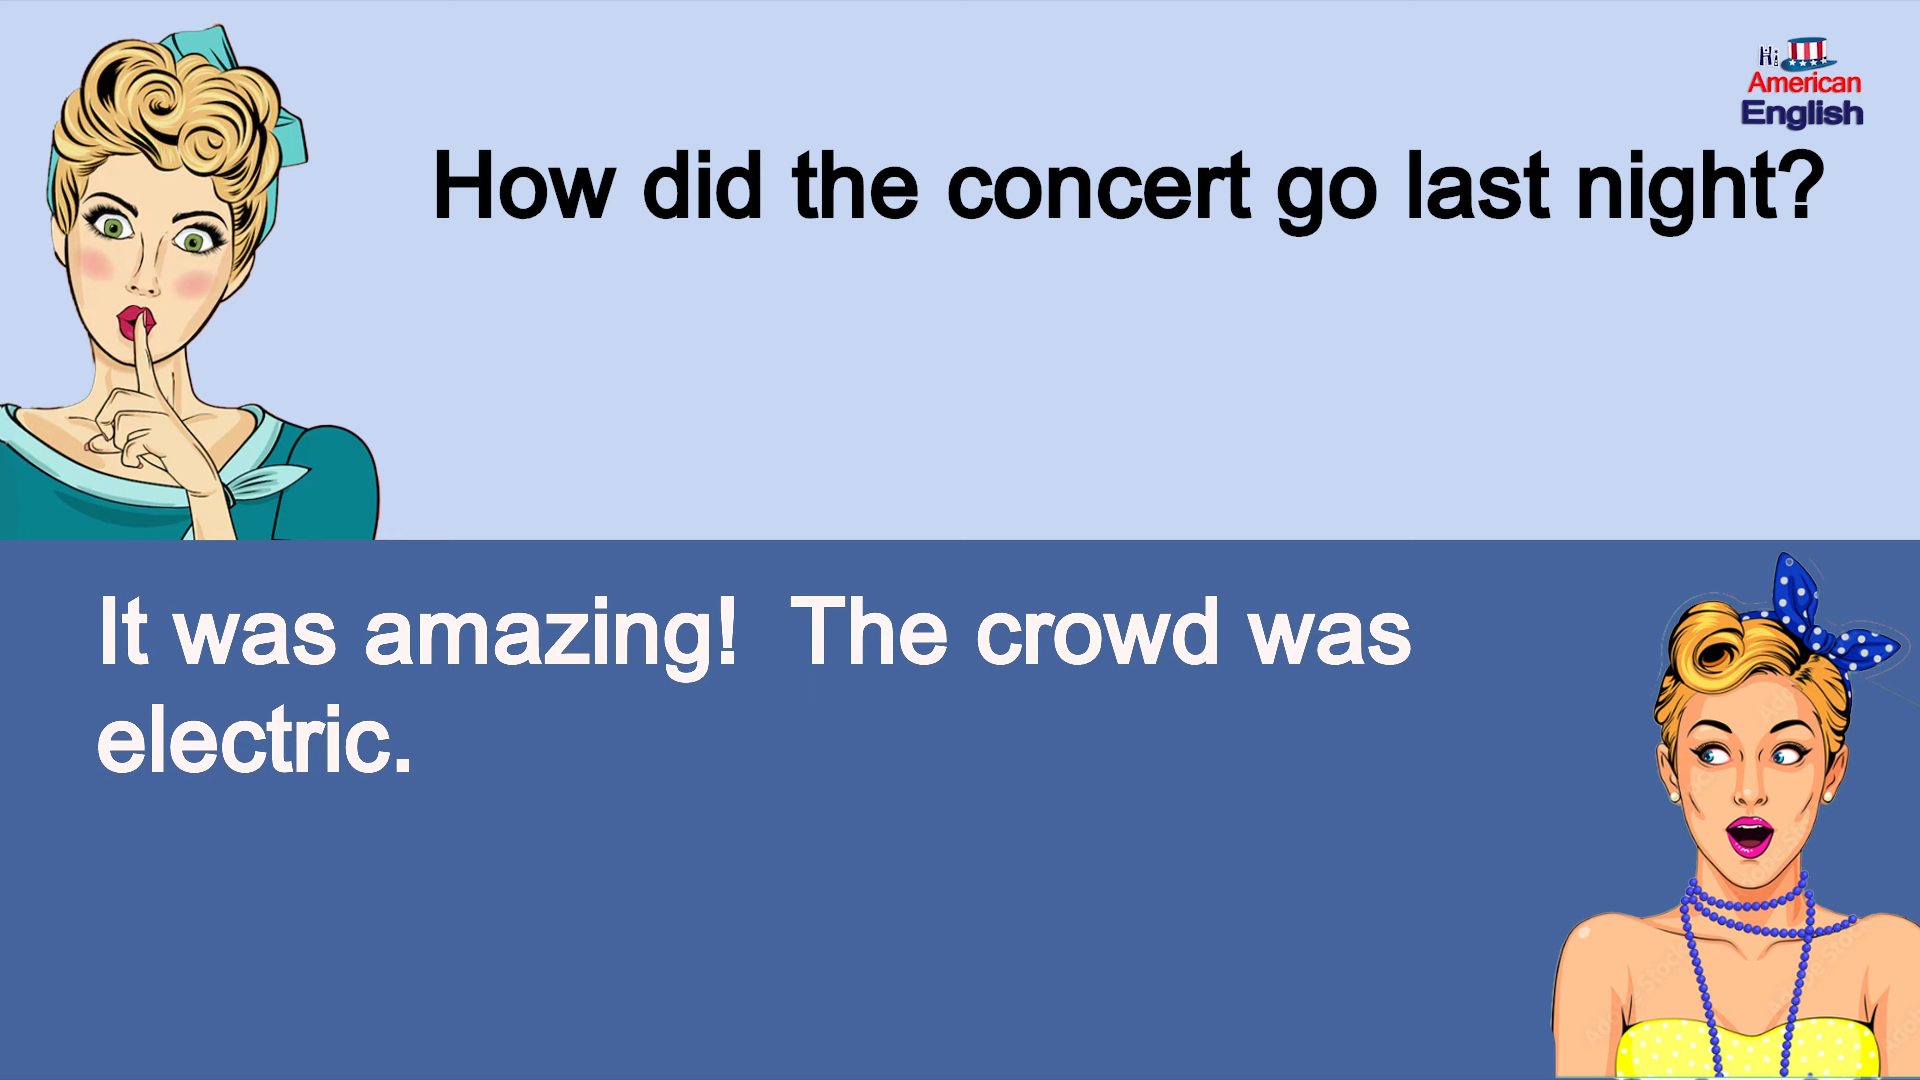 Hi
American
English
How did the concert go last night?
It was amazing!  The crowd was
electric.